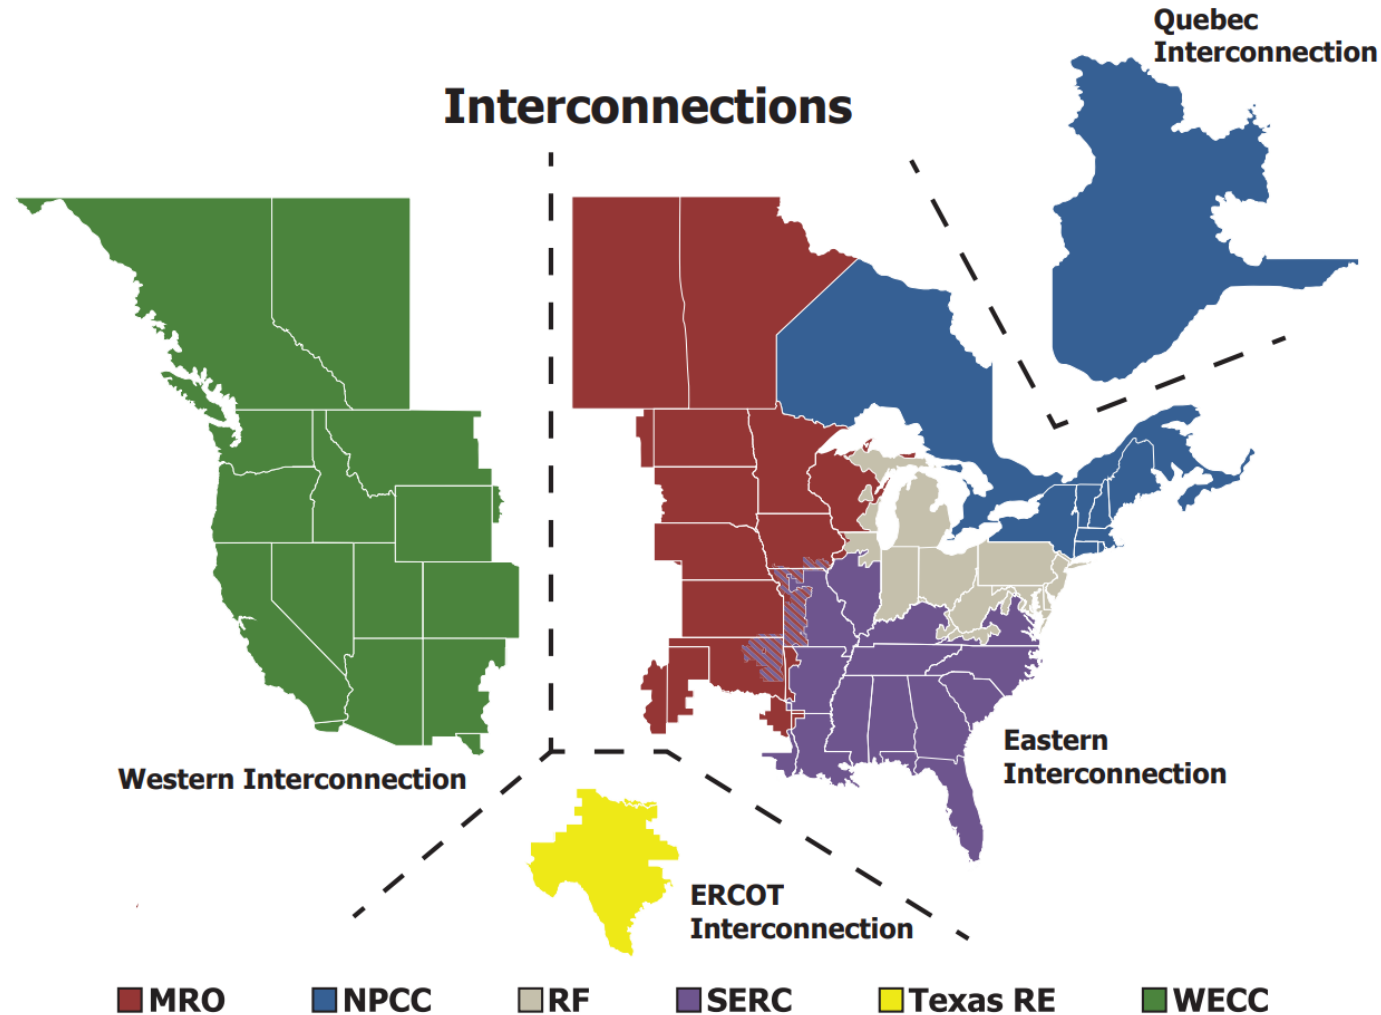 Quebec
Interconnection
Interconnections
Eastern
Interconnection
Western Interconnection
ERCOT
Interconnection
MRO
NPCC
RF
SERC
Texas RE
WECC